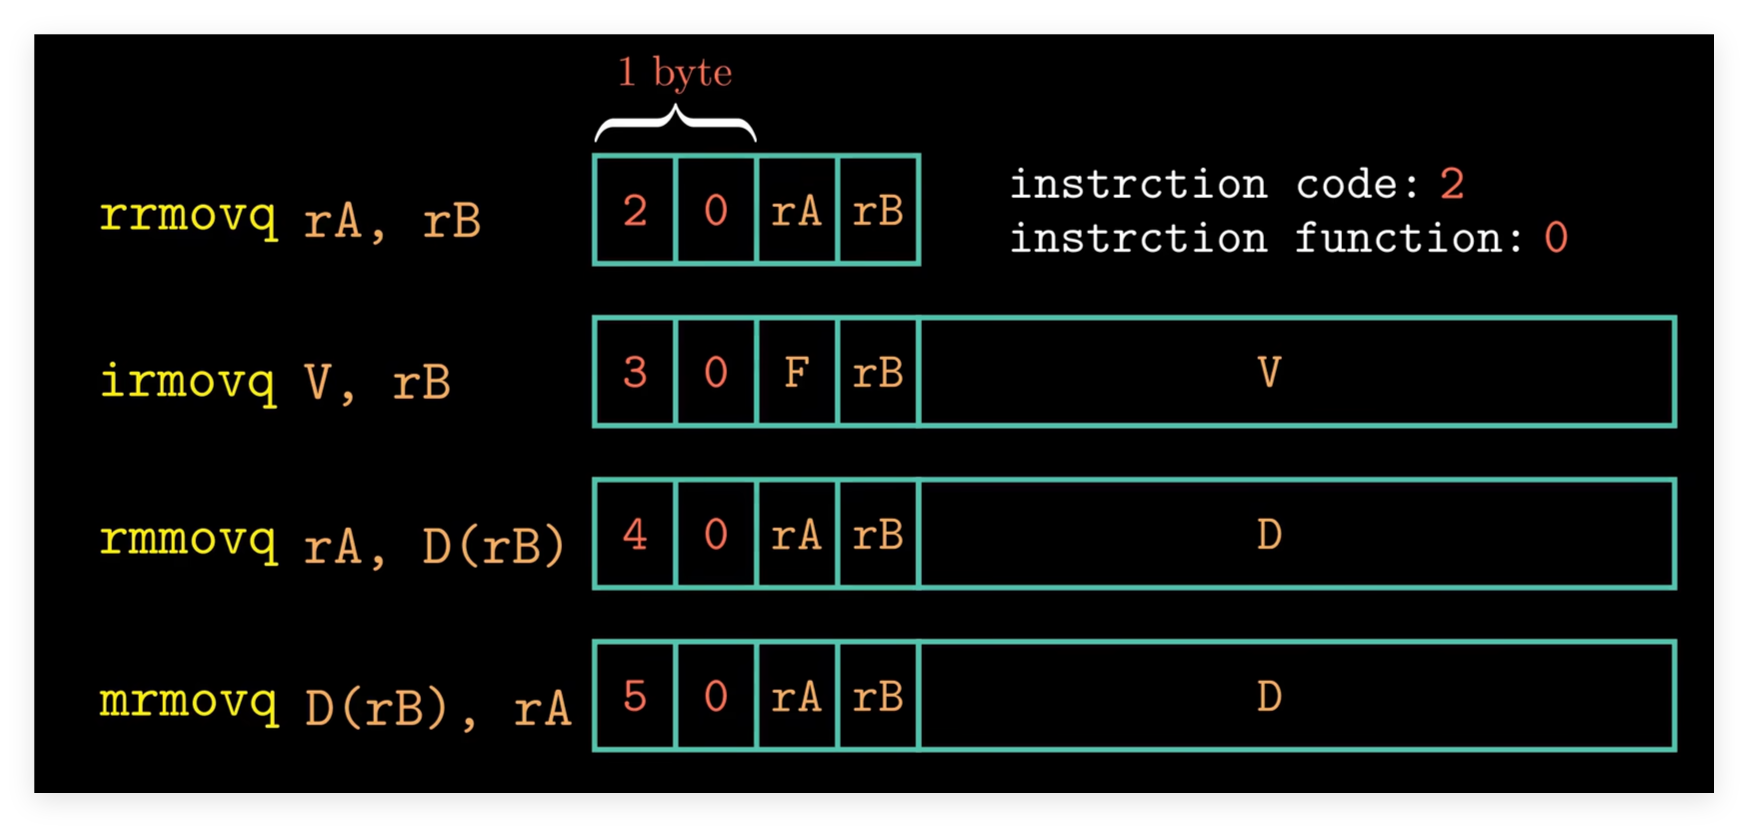 1 byte
rrmovq rA, rB 2 0 rA rB instrction code: 2
instrction function: 0
irmovq V, rB 3 0 F rB V
rmmovq rA, D(rB) 4 0 rA rB D
mrmovq D(rB), rA 5 0 rA rB D